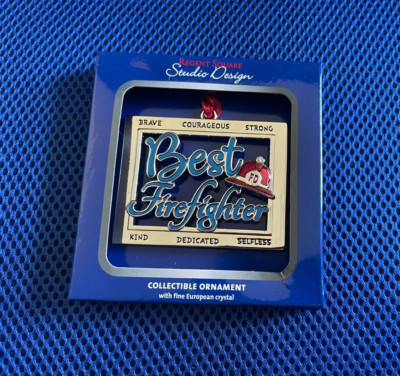 REGENT SQUARE
Studio Design
BRAVE COURAGEOUS STRONG
Best
FD
Firefighter
KIND DEDICATED SELFLESS
COLLECTIBLE ORNAMENT
with fine European crystal